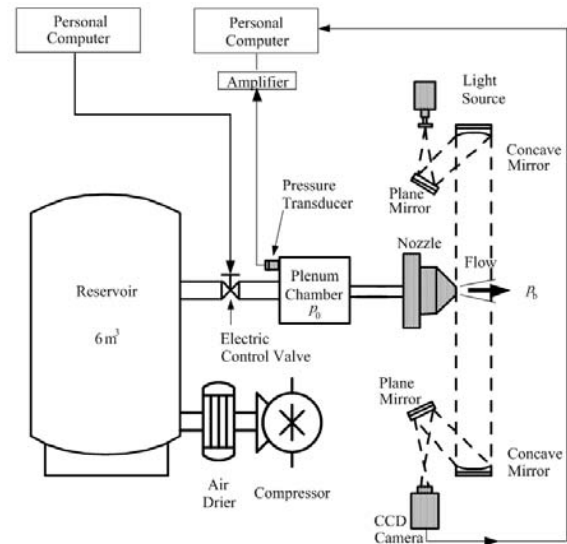 Personal
Computer
Personal
Computer
Amplifier
Light
Source
Concave
Mirror
Plane
Mirror
Pressure
Transducer
Nozzle
Flow
p_b
Reservoir
6 m³
Plenum
Chamber
p₀
Electric
Control Valve
Plane
Mirror
Concave
Mirror
Air
Drier
Compressor
CCD
Camera